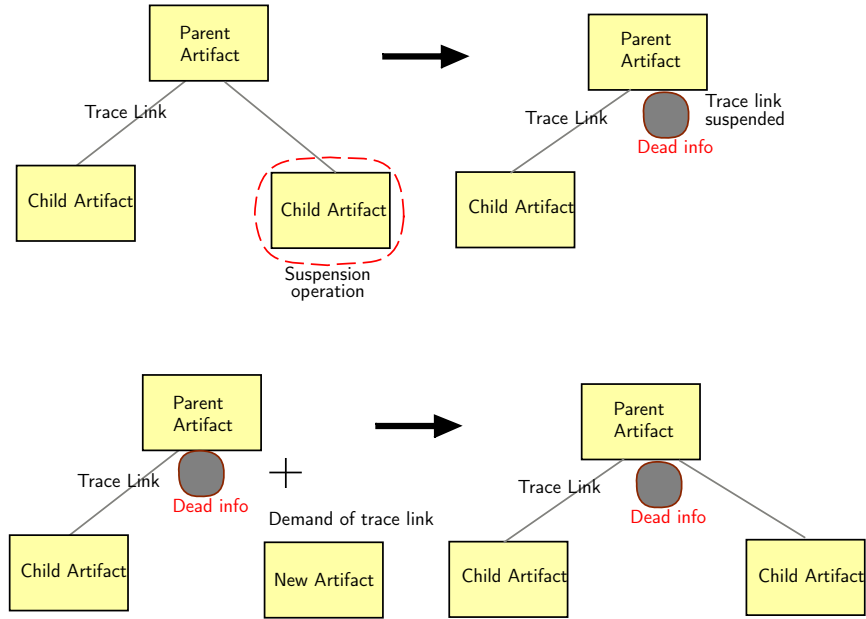 Parent
Artifact
Trace Link
Child Artifact
Child Artifact
Suspension
operation
Parent
Artifact
Trace link
suspended
Trace Link
Dead info
Child Artifact
Parent
Artifact
Trace Link
Dead info
Demand of trace link
Child Artifact
New Artifact
Parent
Artifact
Trace Link
Dead info
Child Artifact
Child Artifact